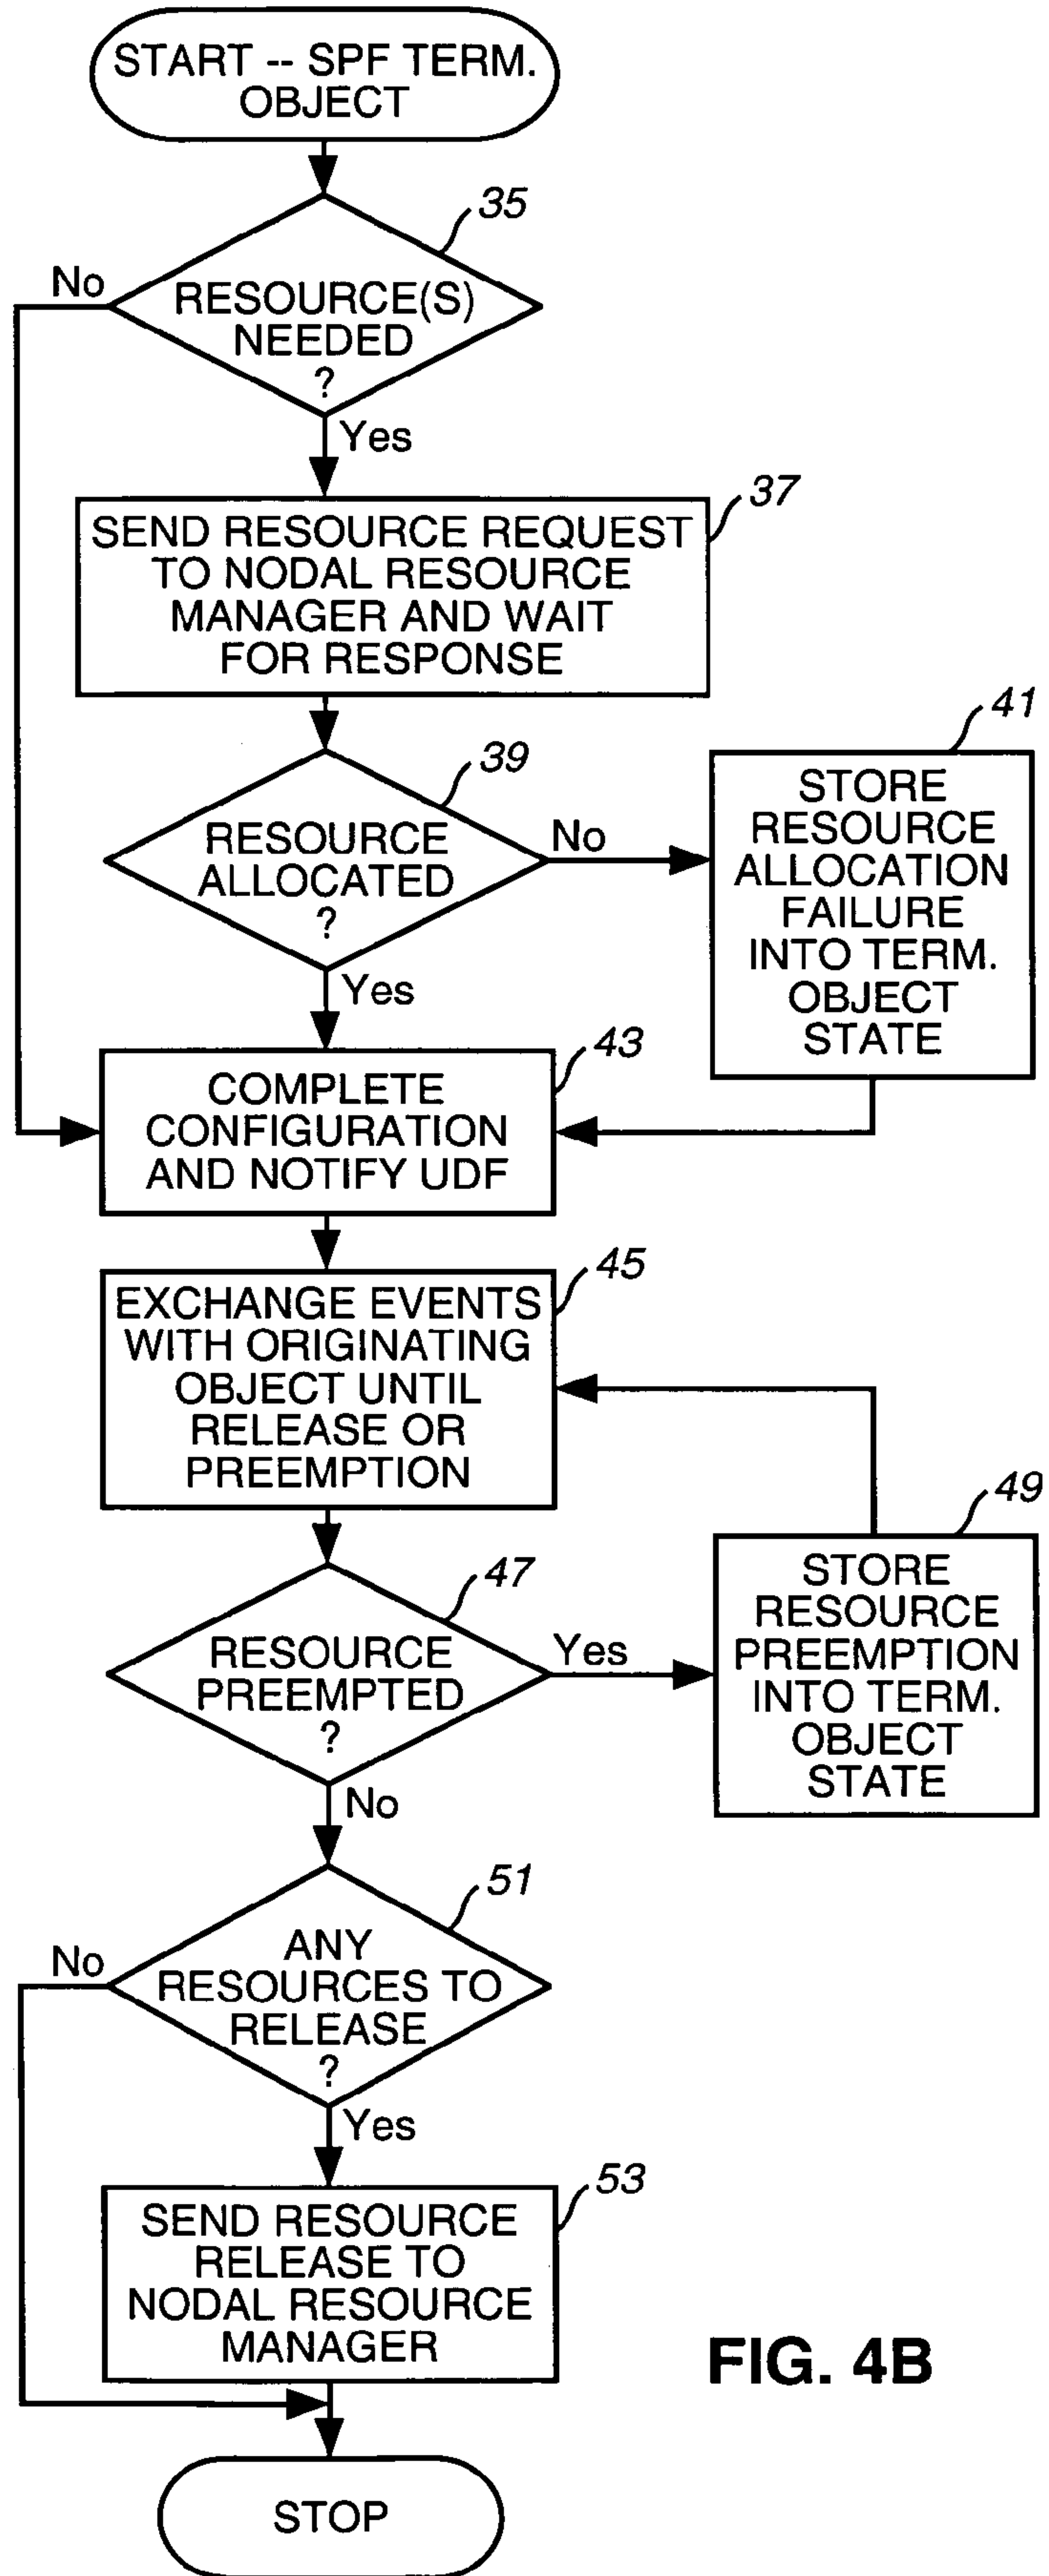 START -- SPF TERM.
OBJECT
35
No
RESOURCE(S)
NEEDED
?
Yes
37
SEND RESOURCE REQUEST
TO NODAL RESOURCE
MANAGER AND WAIT
FOR RESPONSE
39
RESOURCE
ALLOCATED
?
No
41
STORE
RESOURCE
ALLOCATION
FAILURE
INTO TERM.
OBJECT
STATE
Yes
43
COMPLETE
CONFIGURATION
AND NOTIFY UDF
45
EXCHANGE EVENTS
WITH ORIGINATING
OBJECT UNTIL
RELEASE OR
PREEMPTION
47
RESOURCE
PREEMPTED
?
Yes
49
STORE
RESOURCE
PREEMPTION
INTO TERM.
OBJECT
STATE
No
51
No
ANY
RESOURCES TO
RELEASE
?
Yes
53
SEND RESOURCE
RELEASE TO
NODAL RESOURCE
MANAGER
FIG. 4B
STOP